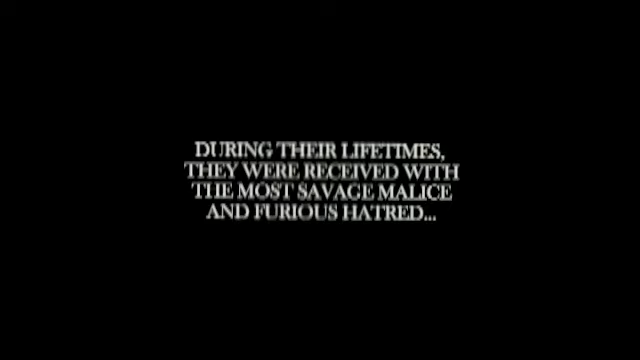 DURING THEIR LIFETIMES,
THEY WERE RECEIVED WITH
THE MOST SAVAGE MALICE
AND FURIOUS HATRED...